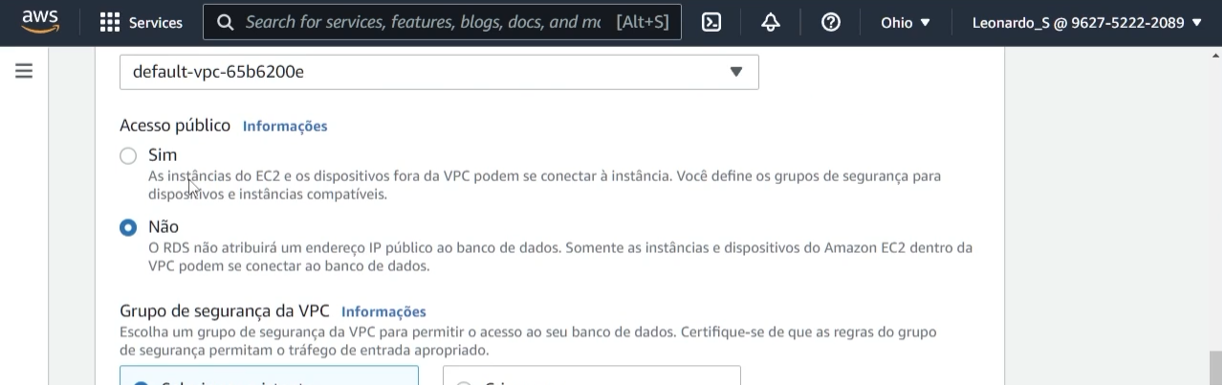 aws
Services
Search for services, features, blogs, docs, and mo [Alt+S]
Ohio ▼
Leonardo_S @ 9627-5222-2089 ▼
default-vpc-65b6200e
Acesso público Informações
Sim
As instâncias do EC2 e os dispositivos fora da VPC podem se conectar à instância. Você define os grupos de segurança para
dispositivos e instâncias compatíveis.
Não
O RDS não atribuirá um endereço IP público ao banco de dados. Somente as instâncias e dispositivos do Amazon EC2 dentro da
VPC podem se conectar ao banco de dados.
Grupo de segurança da VPC Informações
Escolha um grupo de segurança da VPC para permitir o acesso ao seu banco de dados. Certifique-se de que as regras do grupo
de segurança permitam o tráfego de entrada apropriado.